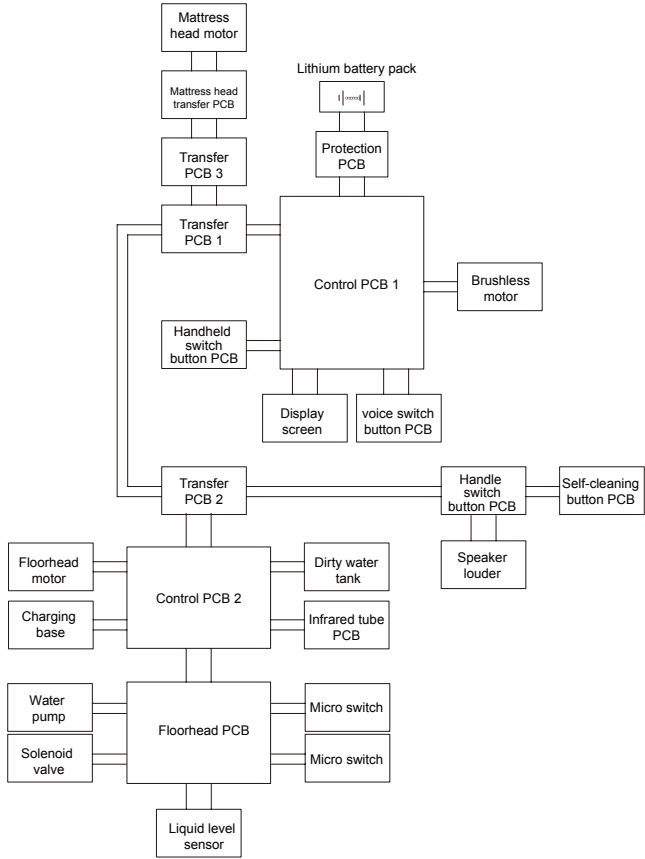 Mattress
head motor
Lithium battery pack
Mattress head
transfer PCB
Protection
PCB
Transfer
PCB 3
Transfer
PCB 1
Control PCB 1
Brushless
motor
Handheld
switch
button PCB
Display
screen
voice switch
button PCB
Transfer
PCB 2
Handle
switch
button PCB
Self-cleaning
button PCB
Speaker
louder
Floorhead
motor
Dirty water
tank
Control PCB 2
Charging
base
Infrared tube
PCB
Water
pump
Micro switch
Floorhead PCB
Solenoid
valve
Micro switch
Liquid level
sensor